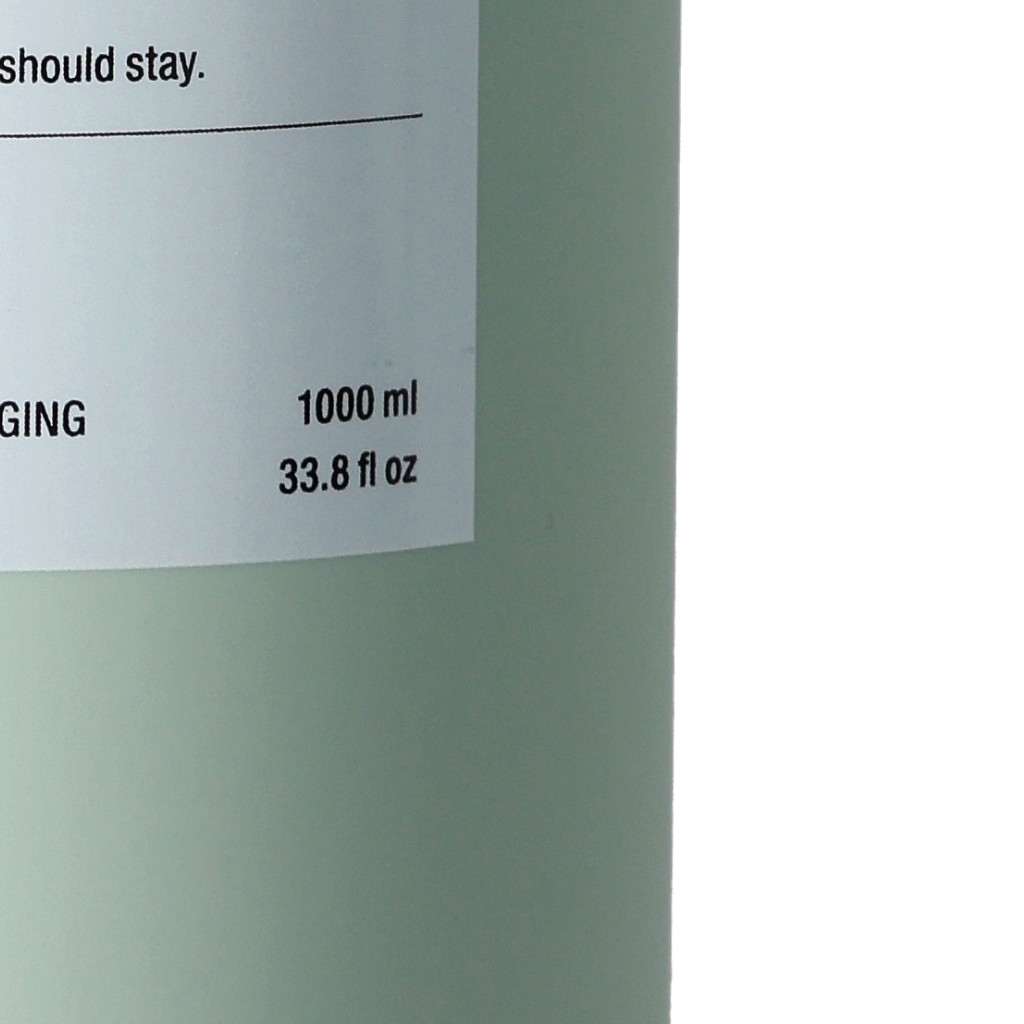 should stay.
GING
1000 ml
33.8 fl oz